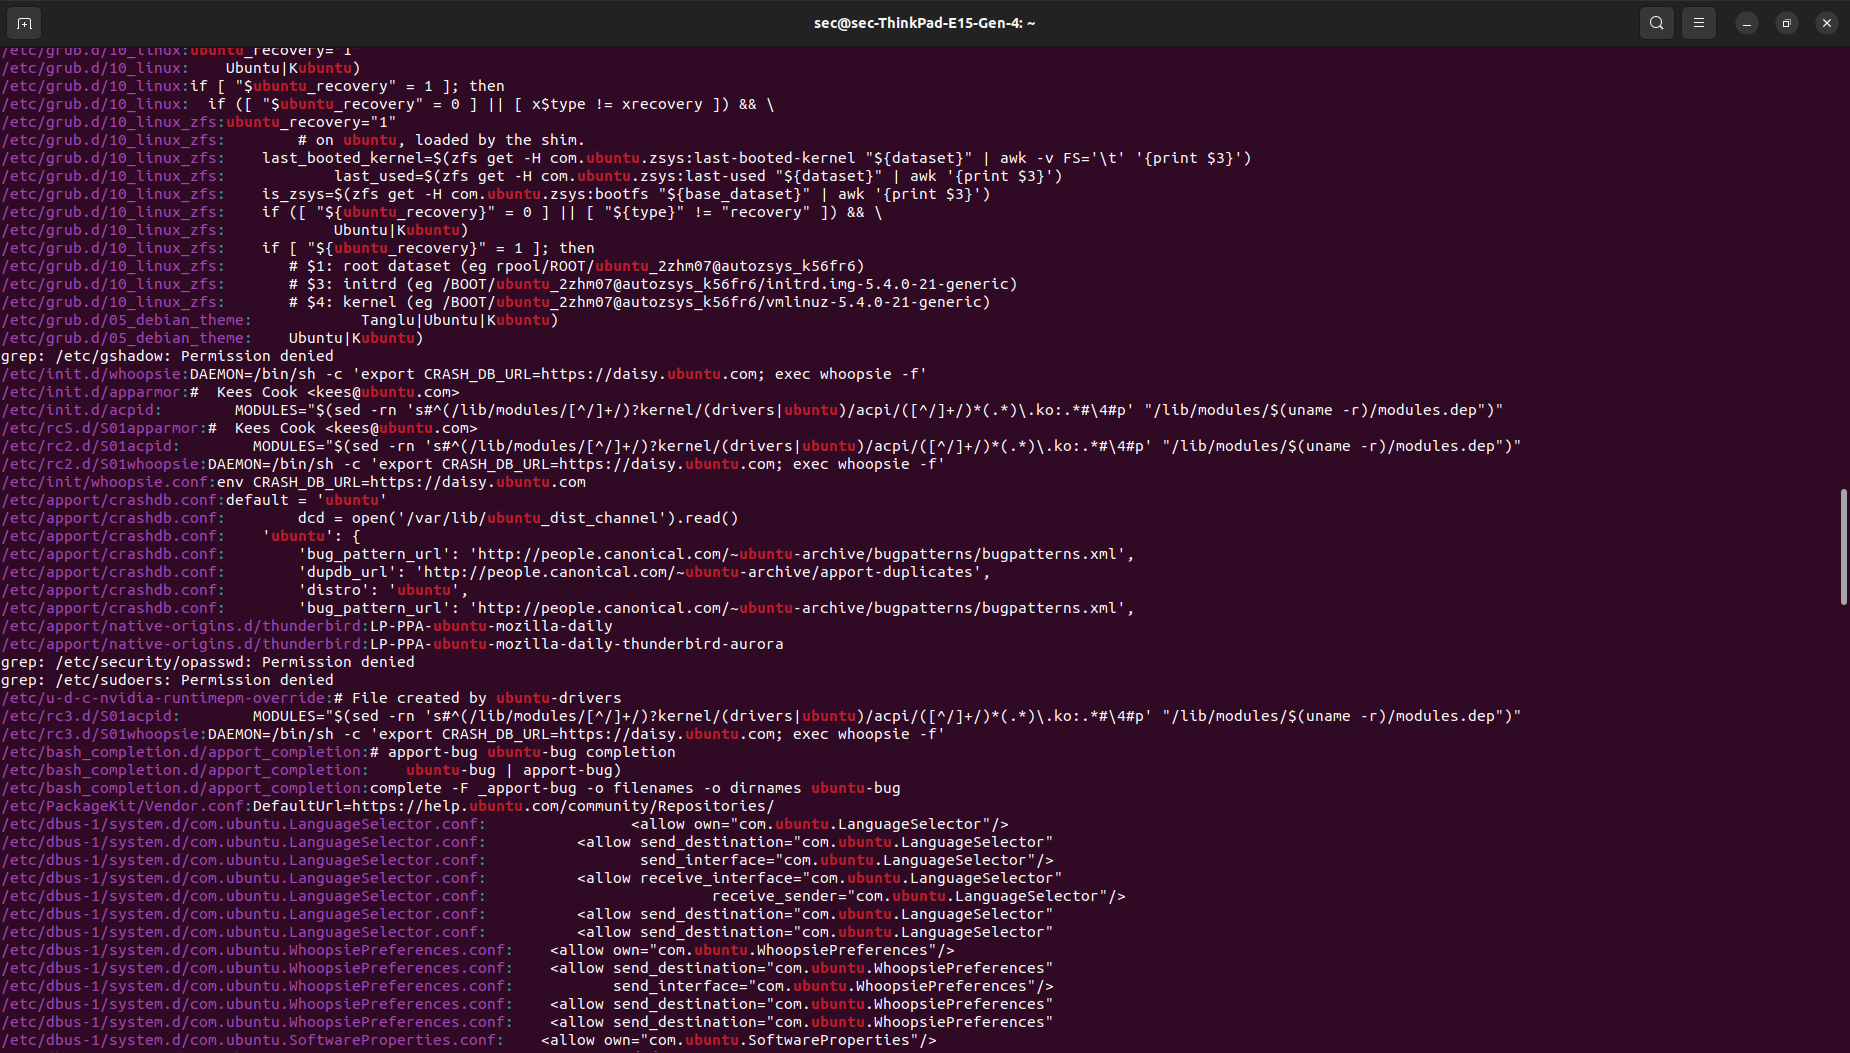 sec@sec-ThinkPad-E15-Gen-4: ~
/etc/grub.d/10_linux:ubuntu_recovery="1"
/etc/grub.d/10_linux:    Ubuntu|Kubuntu)
/etc/grub.d/10_linux:if [ "$ubuntu_recovery" = 1 ]; then
/etc/grub.d/10_linux:  if ([ "$ubuntu_recovery" = 0 ] || [ x$type != xrecovery ]) && \
/etc/grub.d/10_linux_zfs:ubuntu_recovery="1"
/etc/grub.d/10_linux_zfs:        # on ubuntu, loaded by the shim.
/etc/grub.d/10_linux_zfs:    last_booted_kernel=$(zfs get -H com.ubuntu.zsys:last-booted-kernel "${dataset}" | awk -v FS='\t' '{print $3}')
/etc/grub.d/10_linux_zfs:            last_used=$(zfs get -H com.ubuntu.zsys:last-used "${dataset}" | awk '{print $3}')
/etc/grub.d/10_linux_zfs:    is_zsys=$(zfs get -H com.ubuntu.zsys:bootfs "${base_dataset}" | awk '{print $3}')
/etc/grub.d/10_linux_zfs:    if ([ "${ubuntu_recovery}" = 0 ] || [ "${type}" != "recovery" ]) && \
/etc/grub.d/10_linux_zfs:            Ubuntu|Kubuntu)
/etc/grub.d/10_linux_zfs:    if [ "${ubuntu_recovery}" = 1 ]; then
/etc/grub.d/10_linux_zfs:       # $1: root dataset (eg rpool/ROOT/ubuntu_2zhm07@autozsys_k56fr6)
/etc/grub.d/10_linux_zfs:       # $3: initrd (eg /BOOT/ubuntu_2zhm07@autozsys_k56fr6/initrd.img-5.4.0-21-generic)
/etc/grub.d/10_linux_zfs:       # $4: kernel (eg /BOOT/ubuntu_2zhm07@autozsys_k56fr6/vmlinuz-5.4.0-21-generic)
/etc/grub.d/05_debian_theme:            Tanglu|Ubuntu|Kubuntu)
/etc/grub.d/05_debian_theme:    Ubuntu|Kubuntu)
grep: /etc/gshadow: Permission denied
/etc/init.d/whoopsie:DAEMON=/bin/sh -c 'export CRASH_DB_URL=https://daisy.ubuntu.com; exec whoopsie -f'
/etc/init.d/apparmor:#  Kees Cook <kees@ubuntu.com>
/etc/init.d/acpid:        MODULES="$(sed -rn 's#^(/lib/modules/[^/]+/)?kernel/(drivers|ubuntu)/acpi/([^/]+/)*(.*)\.ko:.*#\4#p' "/lib/modules/$(uname -r)/modules.dep")"
/etc/rcS.d/S01apparmor:#  Kees Cook <kees@ubuntu.com>
/etc/rc2.d/S01acpid:        MODULES="$(sed -rn 's#^(/lib/modules/[^/]+/)?kernel/(drivers|ubuntu)/acpi/([^/]+/)*(.*)\.ko:.*#\4#p' "/lib/modules/$(uname -r)/modules.dep")"
/etc/rc2.d/S01whoopsie:DAEMON=/bin/sh -c 'export CRASH_DB_URL=https://daisy.ubuntu.com; exec whoopsie -f'
/etc/init/whoopsie.conf:env CRASH_DB_URL=https://daisy.ubuntu.com
/etc/apport/crashdb.conf:default = 'ubuntu'
/etc/apport/crashdb.conf:        dcd = open('/var/lib/ubuntu_dist_channel').read()
/etc/apport/crashdb.conf:    'ubuntu': {
/etc/apport/crashdb.conf:        'bug_pattern_url': 'http://people.canonical.com/~ubuntu-archive/bugpatterns/bugpatterns.xml',
/etc/apport/crashdb.conf:        'dupdb_url': 'http://people.canonical.com/~ubuntu-archive/apport-duplicates',
/etc/apport/crashdb.conf:        'distro': 'ubuntu',
/etc/apport/crashdb.conf:        'bug_pattern_url': 'http://people.canonical.com/~ubuntu-archive/bugpatterns/bugpatterns.xml',
/etc/apport/native-origins.d/thunderbird:LP-PPA-ubuntu-mozilla-daily
/etc/apport/native-origins.d/thunderbird:LP-PPA-ubuntu-mozilla-daily-thunderbird-aurora
grep: /etc/security/opasswd: Permission denied
grep: /etc/sudoers: Permission denied
/etc/u-d-c-nvidia-runtimepm-override:# File created by ubuntu-drivers
/etc/rc3.d/S01acpid:        MODULES="$(sed -rn 's#^(/lib/modules/[^/]+/)?kernel/(drivers|ubuntu)/acpi/([^/]+/)*(.*)\.ko:.*#\4#p' "/lib/modules/$(uname -r)/modules.dep")"
/etc/rc3.d/S01whoopsie:DAEMON=/bin/sh -c 'export CRASH_DB_URL=https://daisy.ubuntu.com; exec whoopsie -f'
/etc/bash_completion.d/apport_completion:# apport-bug ubuntu-bug completion
/etc/bash_completion.d/apport_completion:    ubuntu-bug | apport-bug)
/etc/bash_completion.d/apport_completion:complete -F _apport-bug -o filenames -o dirnames ubuntu-bug
/etc/PackageKit/Vendor.conf:DefaultUrl=https://help.ubuntu.com/community/Repositories/
/etc/dbus-1/system.d/com.ubuntu.LanguageSelector.conf:                <allow own="com.ubuntu.LanguageSelector"/>
/etc/dbus-1/system.d/com.ubuntu.LanguageSelector.conf:          <allow send_destination="com.ubuntu.LanguageSelector"
/etc/dbus-1/system.d/com.ubuntu.LanguageSelector.conf:                 send_interface="com.ubuntu.LanguageSelector"/>
/etc/dbus-1/system.d/com.ubuntu.LanguageSelector.conf:          <allow receive_interface="com.ubuntu.LanguageSelector"
/etc/dbus-1/system.d/com.ubuntu.LanguageSelector.conf:                         receive_sender="com.ubuntu.LanguageSelector"/>
/etc/dbus-1/system.d/com.ubuntu.LanguageSelector.conf:          <allow send_destination="com.ubuntu.LanguageSelector"
/etc/dbus-1/system.d/com.ubuntu.LanguageSelector.conf:          <allow send_destination="com.ubuntu.LanguageSelector"
/etc/dbus-1/system.d/com.ubuntu.WhoopsiePreferences.conf:    <allow own="com.ubuntu.WhoopsiePreferences"/>
/etc/dbus-1/system.d/com.ubuntu.WhoopsiePreferences.conf:    <allow send_destination="com.ubuntu.WhoopsiePreferences"
/etc/dbus-1/system.d/com.ubuntu.WhoopsiePreferences.conf:           send_interface="com.ubuntu.WhoopsiePreferences"/>
/etc/dbus-1/system.d/com.ubuntu.WhoopsiePreferences.conf:    <allow send_destination="com.ubuntu.WhoopsiePreferences"
/etc/dbus-1/system.d/com.ubuntu.WhoopsiePreferences.conf:    <allow send_destination="com.ubuntu.WhoopsiePreferences"
/etc/dbus-1/system.d/com.ubuntu.SoftwareProperties.conf:    <allow own="com.ubuntu.SoftwareProperties"/>